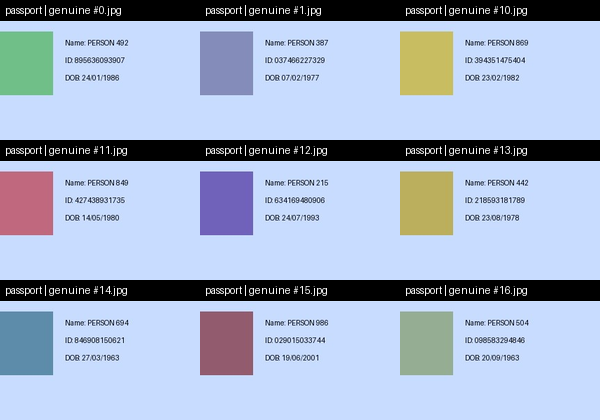 passport|genuine #0.jpg
Name: PERSON 492
ID: 895636093907
DOB: 24/01/1986
passport|genuine #1.jpg
Name: PERSON 387
ID: 037466227329
DOB: 07/02/1977
passport|genuine #10.jpg
Name: PERSON 869
ID: 394351475404
DOB: 23/02/1982
passport|genuine #11.jpg
Name: PERSON 849
ID: 427438931735
DOB: 14/05/1980
passport|genuine #12.jpg
Name: PERSON 215
ID: 634169480906
DOB: 24/07/1993
passport|genuine #13.jpg
Name: PERSON 442
ID: 218593181789
DOB: 23/08/1978
passport|genuine #14.jpg
Name: PERSON 694
ID: 846908150621
DOB: 27/03/1963
passport|genuine #15.jpg
Name: PERSON 986
ID: 029015033744
DOB: 19/06/2001
passport|genuine #16.jpg
Name: PERSON 504
ID: 098583294846
DOB: 20/09/1963